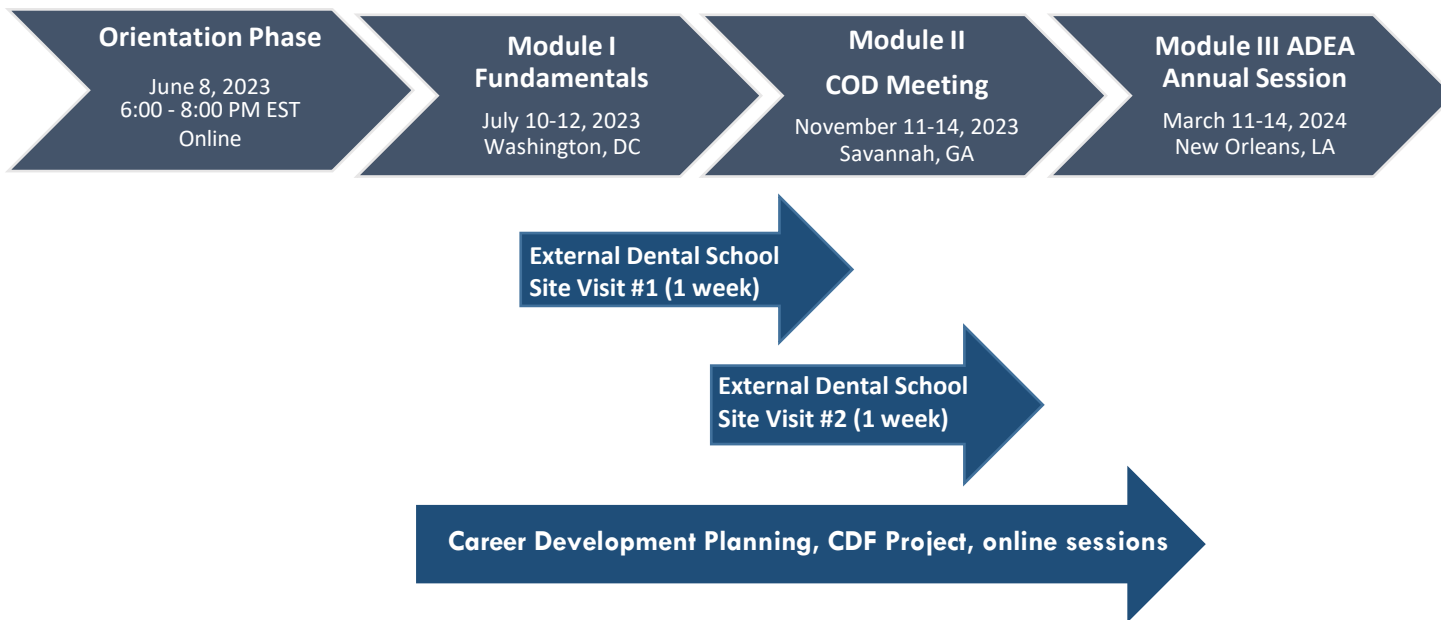 Orientation Phase
June 8, 2023
6:00 - 8:00 PM EST
Online
Module I
Fundamentals
July 10-12, 2023
Washington, DC
Module II
COD Meeting
November 11-14, 2023
Savannah, GA
Module III ADEA
Annual Session
March 11-14, 2024
New Orleans, LA
External Dental School
Site Visit #1 (1 week)
External Dental School
Site Visit #2 (1 week)
Career Development Planning, CDF Project, online sessions